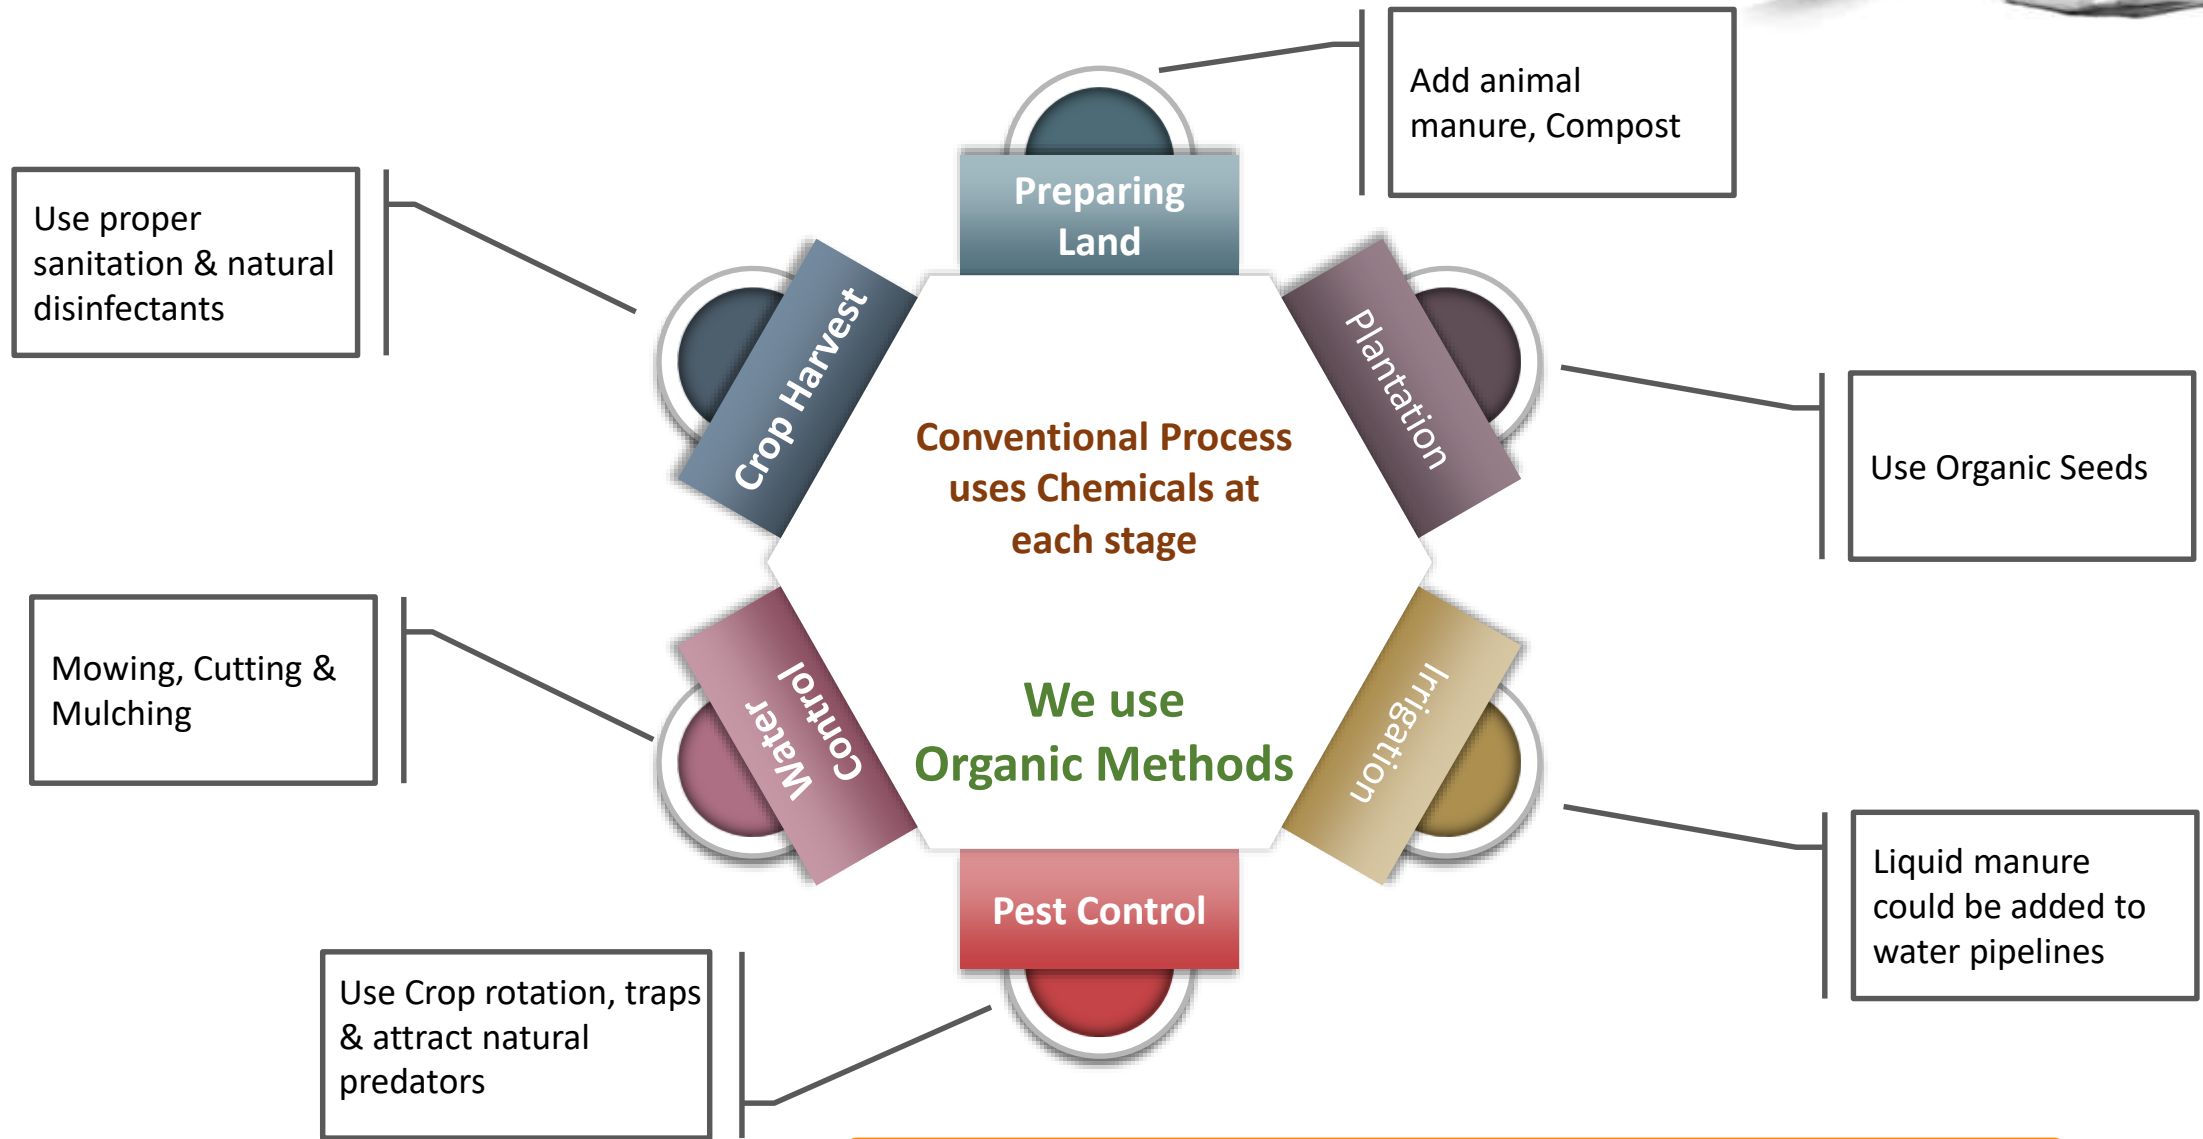 Add animal
manure, Compost
Preparing
Land
Use proper
sanitation & natural
disinfectants
Crop Harvest
Plantation
Conventional Process
uses Chemicals at
each stage
Use Organic Seeds
Mowing, Cutting &
Mulching
Water
Control
We use
Organic Methods
Irrigation
Liquid manure
could be added to
water pipelines
Pest Control
Use Crop rotation, traps
& attract natural
predators